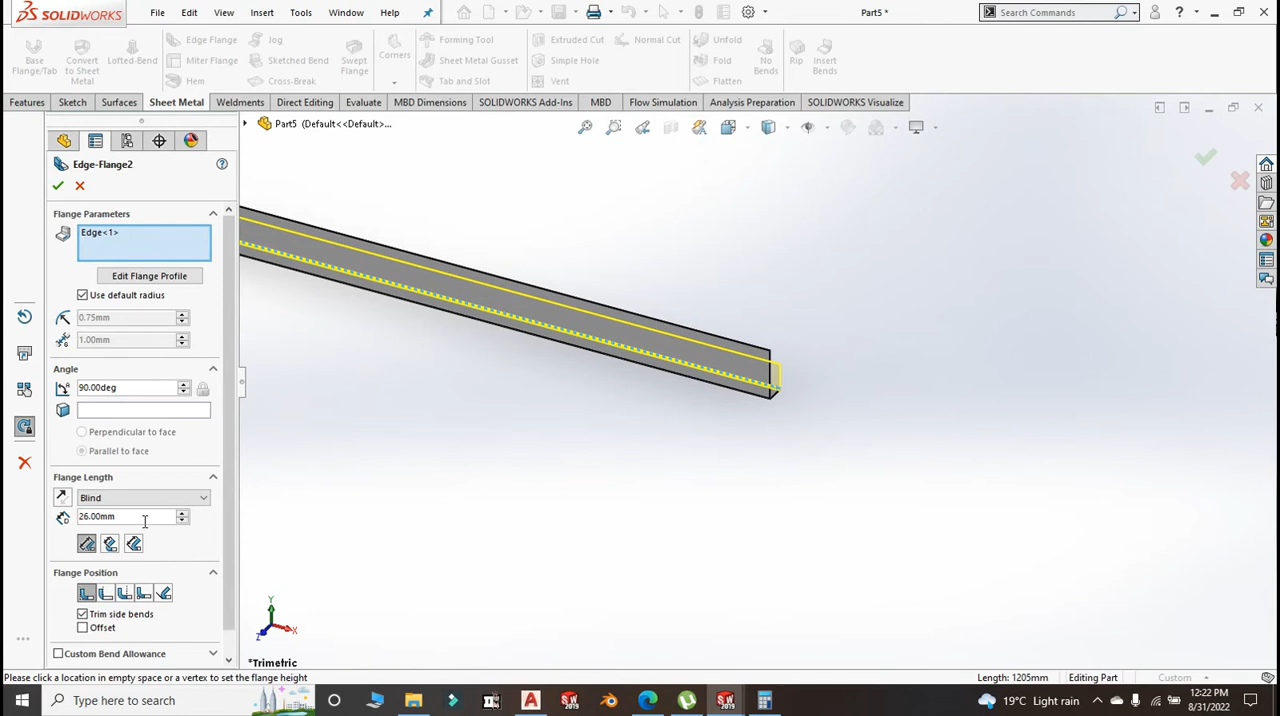 SOLIDWORKS File Edit View Insert Tools Window Help Part5 * Search Commands
Base Flange/Tab Convert to Sheet Metal Lofted-Bend Edge Flange Miter Flange Hem Jog Sketched Bend Cross-Break Swept Flange Corners Forming Tool Sheet Metal Gusset Tab and Slot Extruded Cut Simple Hole Vent Normal Cut Unfold Fold Flatten No Bends Rip Insert Bends
Features Sketch Surfaces Sheet Metal Weldments Direct Editing Evaluate MBD Dimensions SOLIDWORKS Add-Ins MBD Flow Simulation Analysis Preparation SOLIDWORKS Visualize
Part5 (Default<<Default>...
Edge-Flange2
Flange Parameters
Edge<1>
Edit Flange Profile
Use default radius
0.75mm
1.00mm
Angle
90.00deg
Perpendicular to face
Parallel to face
Flange Length
Blind
26.00mm
Flange Position
Trim side bends
Offset
Custom Bend Allowance
Y
X
Z
*Trimetric
Please click a location in empty space or a vertex to set the flange height Length: 1205mm Editing Part Custom
Type here to search 19°C Light rain 12:22 PM
8/31/2022